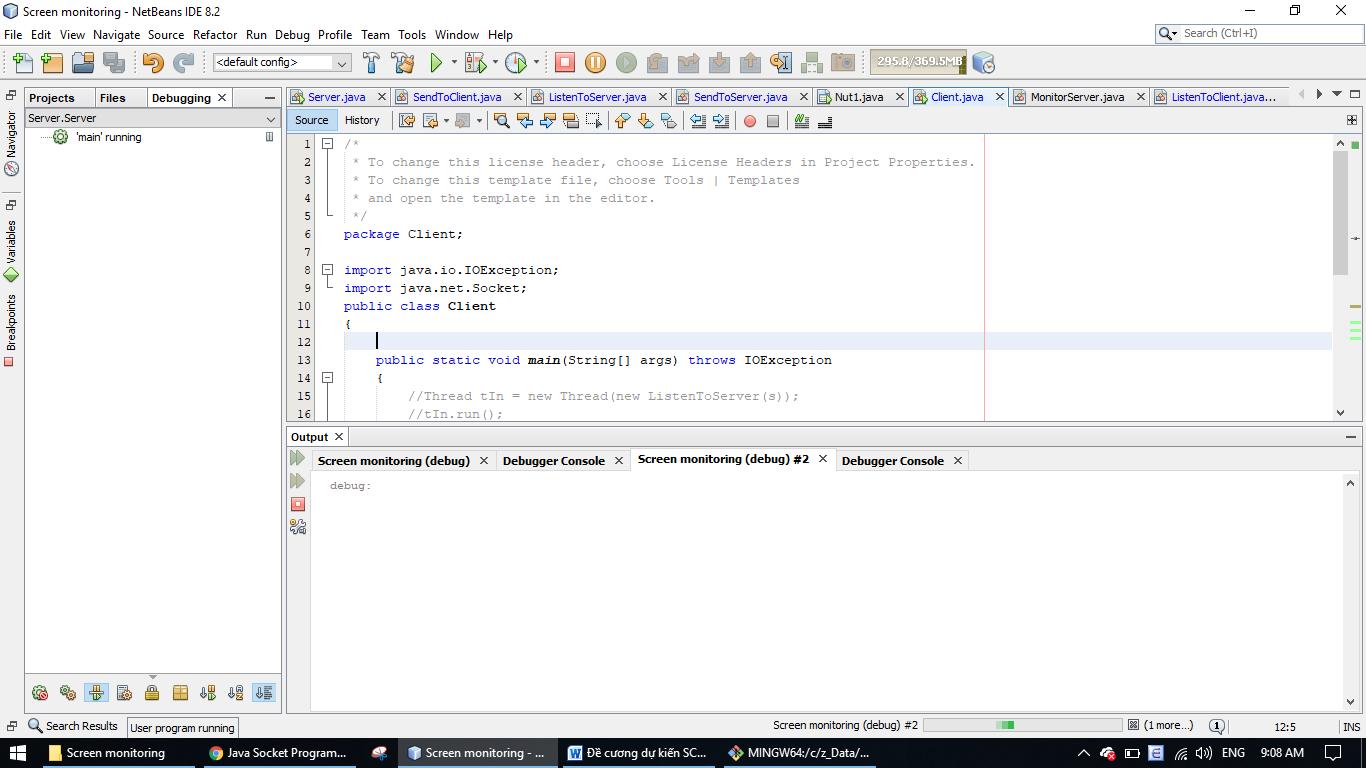 Screen monitoring - NetBeans IDE 8.2
File Edit View Navigate Source Refactor Run Debug Profile Team Tools Window Help
Search (Ctrl+I)
<default config>
295.8/369.5MB
Projects Files Debugging
Server.java SendToClient.java ListenToServer.java SendToServer.java Nut1.java Client.java MonitorServer.java ListenToClient.java...
Server.Server
'main' running
Navigator
Variables
Breakpoints
Source History
1 /*
2 * To change this license header, choose License Headers in Project Properties.
3 * To change this template file, choose Tools | Templates
4 * and open the template in the editor.
5 */
6 package Client;
7
8 import java.io.IOException;
9 import java.net.Socket;
10 public class Client
11 {
12
13 public static void main(String[] args) throws IOException
14 {
15 //Thread tIn = new Thread(new ListenToServer(s));
16 //tIn.run();
Output
Screen monitoring (debug) Debugger Console Screen monitoring (debug) #2 Debugger Console
debug:
Search Results User program running
Screen monitoring (debug) #2 (1 more...) 1 12:5 INS
Screen monitoring Java Socket Program... Screen monitoring - ... Đề cương dự kiến SC... MINGW64:/c/z_Data/... ENG 9:08 AM